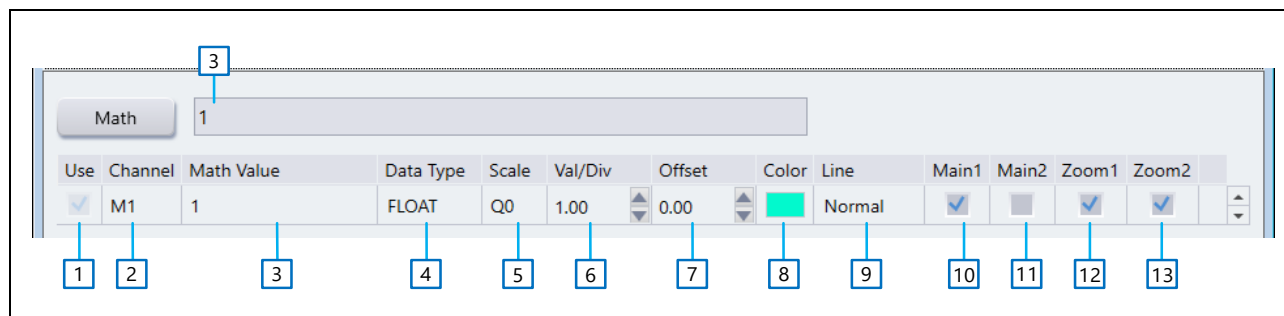 3
Math 1
Use Channel Math Value Data Type Scale Val/Div Offset Color Line Main1 Main2 Zoom1 Zoom2
M1 1 FLOAT Q0 1.00 0.00 Normal
1 2 3 4 5 6 7 8 9 10 11 12 13